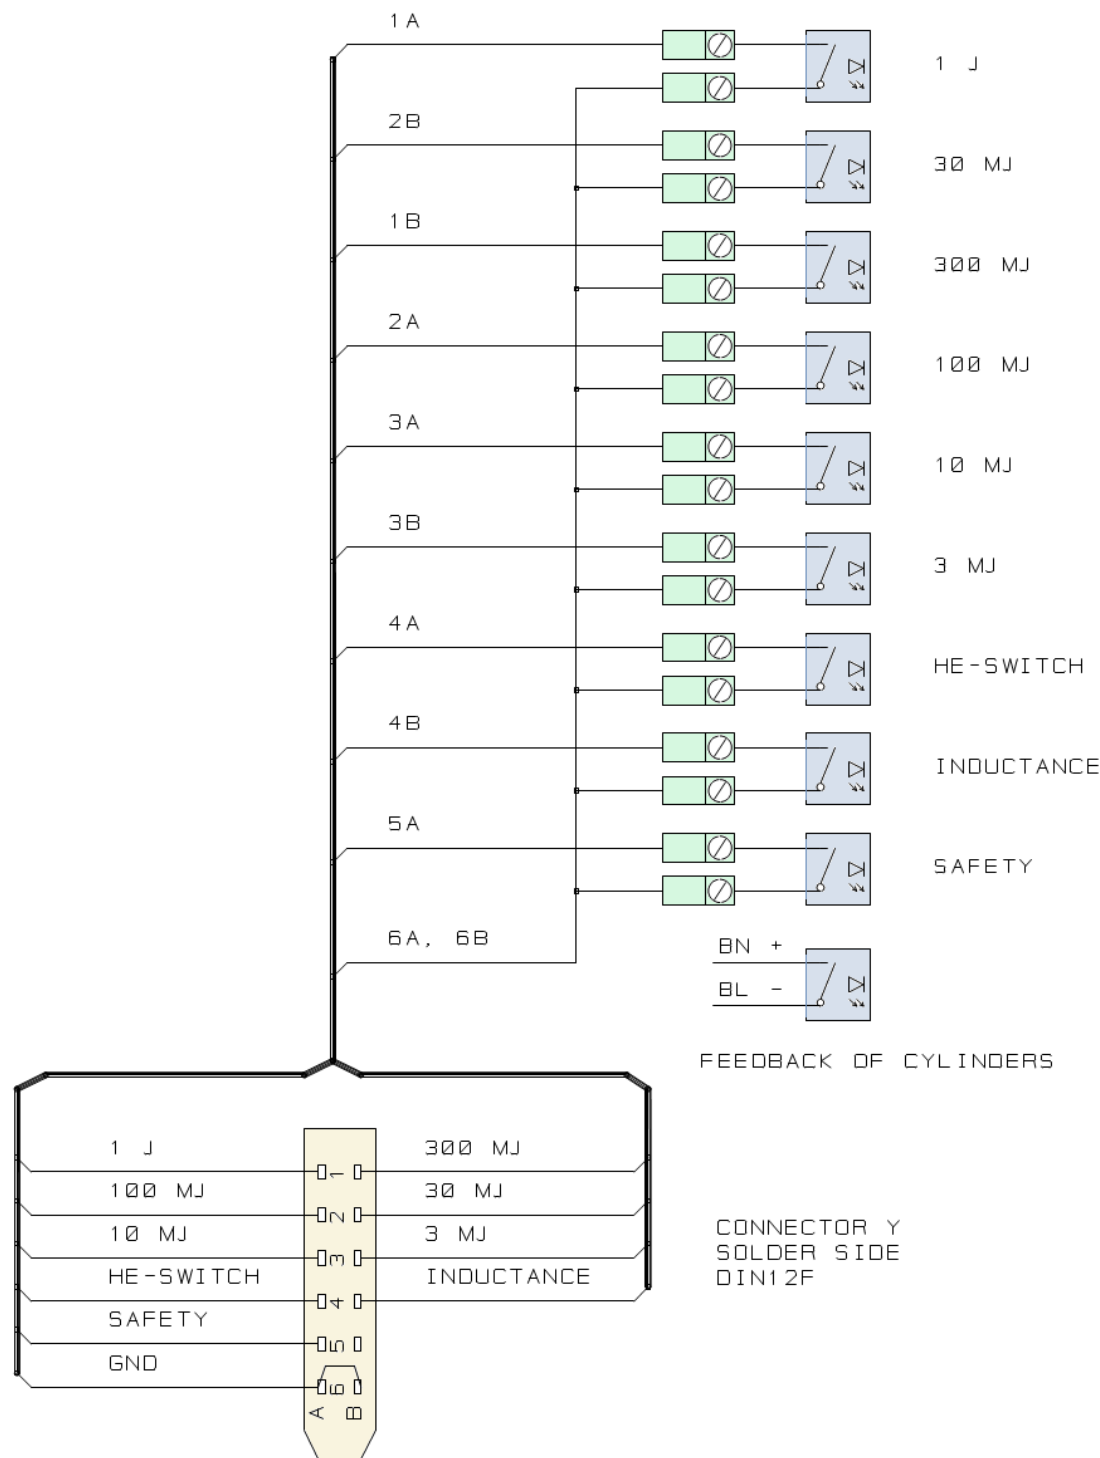 1A
1 J
2B
30 MJ
1B
300 MJ
2A
100 MJ
3A
10 MJ
3B
3 MJ
4A
HE-SWITCH
4B
INDUCTANCE
5A
SAFETY
6A, 6B
BN +
BL -
FEEDBACK OF CYLINDERS
1 J
300 MJ
1
100 MJ
30 MJ
2
10 MJ
3 MJ
3
HE-SWITCH
INDUCTANCE
4
SAFETY
5
GND
6
A B
CONNECTOR Y
SOLDER SIDE
DIN12F